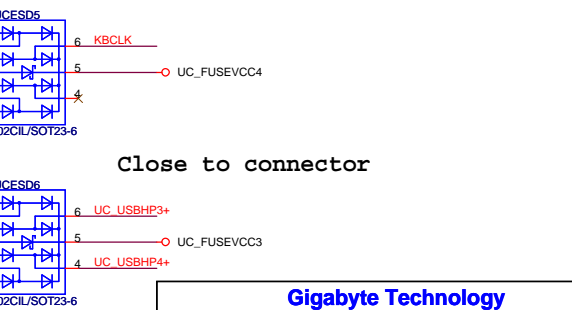 UCESD5
6 KBCLK
5 UC_FUSEVCC4
4
02CIL/SOT23-6
Close to connector
UCESD6
6 UC_USBHP3+
5 UC_FUSEVCC3
4 UC_USBHP4+
02CIL/SOT23-6
Gigabyte Technology